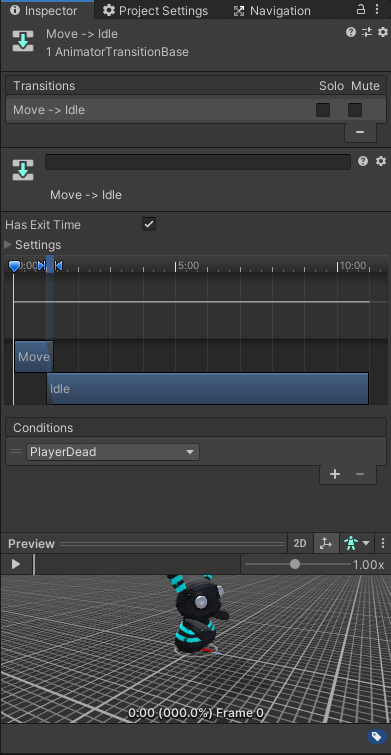 Inspector Project Settings Navigation
Move -> Idle
1 AnimatorTransitionBase
Transitions Solo Mute
Move -> Idle
Move -> Idle
Has Exit Time
Settings
0:00 5:00 10:00
Move
Idle
Conditions
PlayerDead
Preview 2D
1.00x
0:00 (000.0%) Frame 0